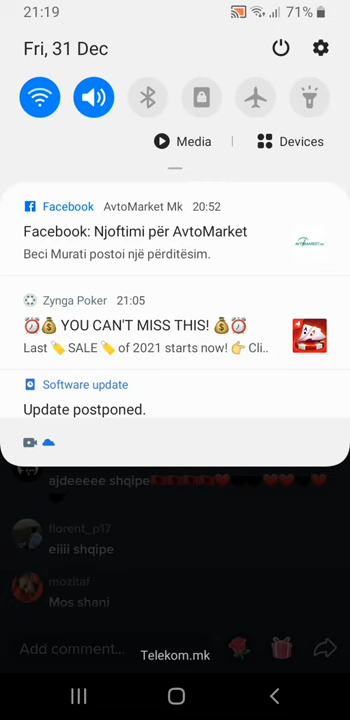 21:19
71%
Fri, 31 Dec
Media
Devices
Facebook AvtoMarket Mk 20:52
Facebook: Njoftimi për AvtoMarket
Beci Murati postoi një përditësim.
Zynga Poker 21:05
⏰💰 YOU CAN'T MISS THIS! 💰⏰
Last 🏷️ SALE 🏷️ of 2021 starts now! 👉 Cli..
Software update
Update postponed.
ajdeeeee shqipe
florent_p17
eiiii shqipe
mozitaf
Mos shani
Add comment...
Telekom.mk